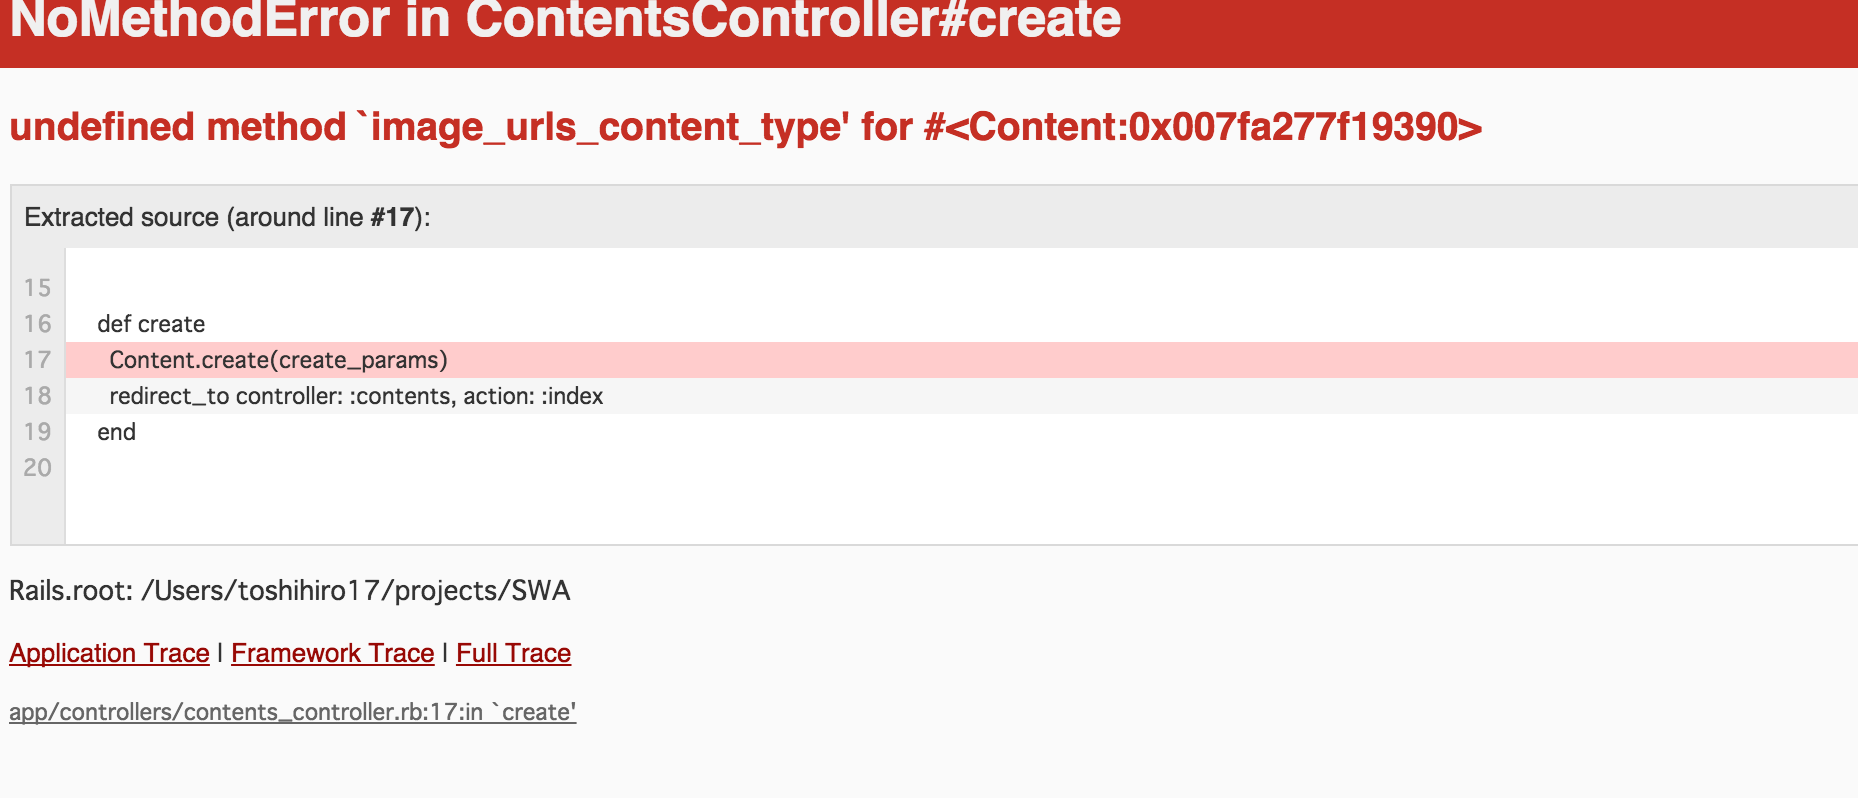 NoMethodError in ContentsController#create
undefined method `image_urls_content_type' for #<Content:0x007fa277f19390>
Extracted source (around line #17):
15
16 def create
17 Content.create(create_params)
18 redirect_to controller: :contents, action: :index
19 end
20
Rails.root: /Users/toshihiro17/projects/SWA
Application Trace | Framework Trace | Full Trace
app/controllers/contents_controller.rb:17:in `create'